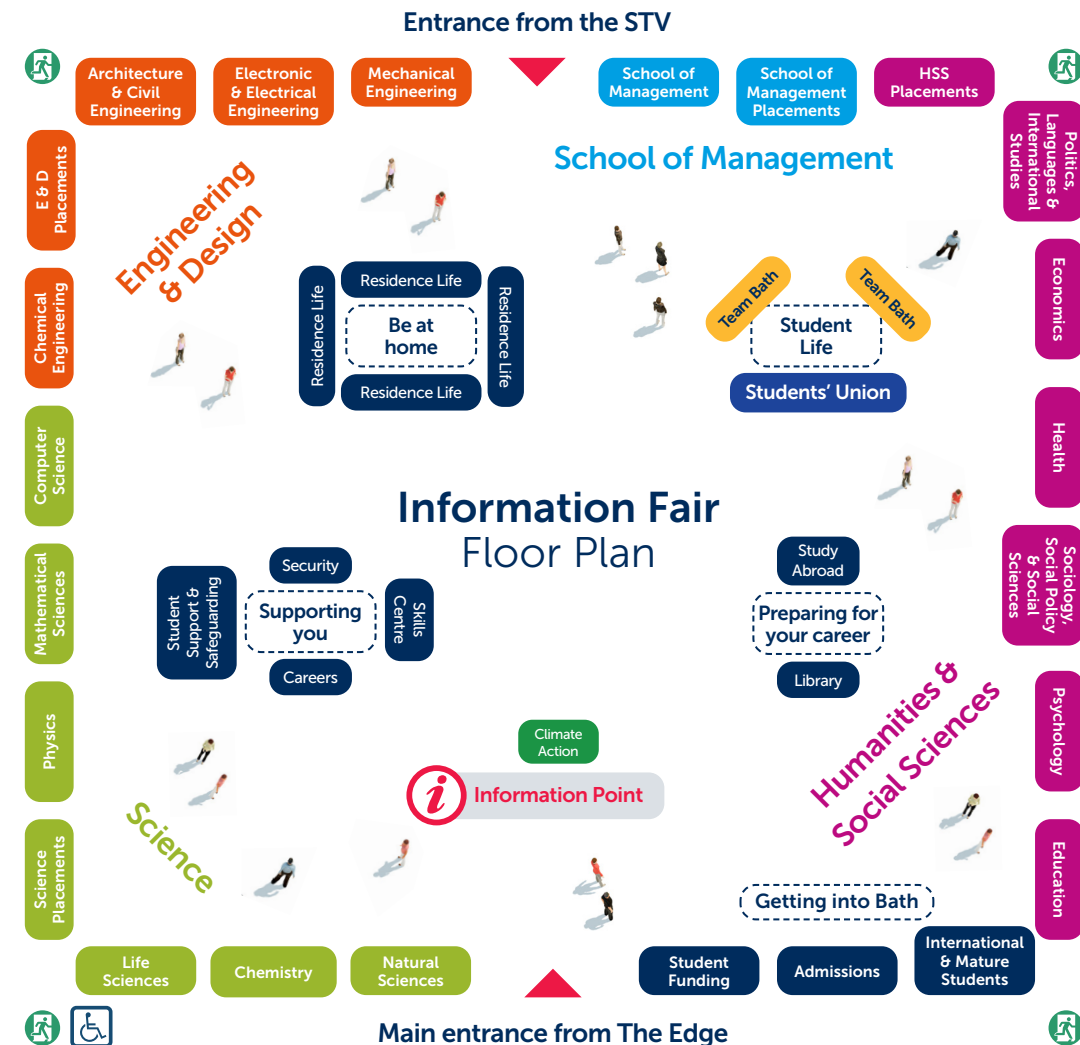 Entrance from the STV
Architecture
& Civil
Engineering
Electronic
& Electrical
Engineering
Mechanical
Engineering
School of
Management
School of
Management
Placements
HSS
Placements
E & D
Placements
Politics,
Languages &
International
Studies
School of Management
Engineering
& Design
Residence Life
Residence Life
Be at
home
Residence Life
Residence Life
Team Bath
Team Bath
Student
Life
Students' Union
Economics
Chemical
Engineering
Health
Computer
Science
Information Fair
Floor Plan
Security
Student
Support &
Safeguarding
Supporting
you
Skills
Centre
Careers
Study
Abroad
Preparing for
your career
Library
Sociology,
Social Policy
& Social
Sciences
Mathematical
Sciences
Physics
Climate
Action
i Information Point
Humanities &
Social Sciences
Psychology
Science
Science
Placements
Education
Getting into Bath
Life
Sciences
Chemistry
Natural
Sciences
Student
Funding
Admissions
International
& Mature
Students
Main entrance from The Edge